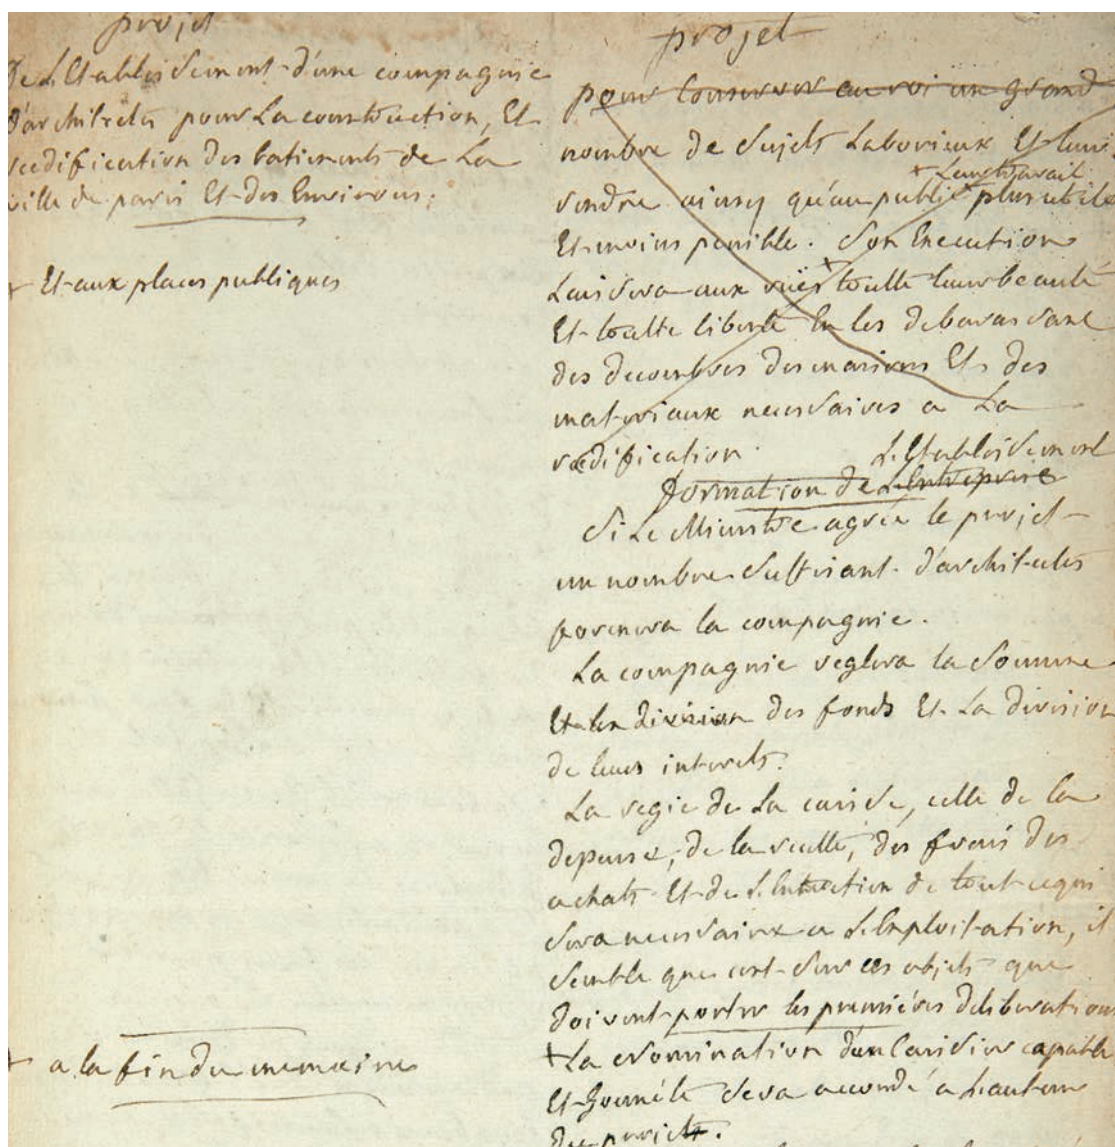 projet
De L'Etablissement d'une compagnie
d'architectes pour La construction, Et
reedification des batiments de La
ville de paris Et des Environs;
+ Et aux places publiques
+ a la fin du memoire
projet
pour Conserver au roi un grand
nombre de Sujets Laborieux Et leur
+ Leur travail
rendre ainsy qu'au public plus utile
Et moins penible. Son Execution
Laissera aux rües toutte leur beauté
Et toutte liberté En les debarassant
des decombres des maisons Et des
materiaux necessaires a La
reedification.
L'Etablissement
formation de L'Entreprise
Si Le Ministre agrée le projet
un nombre suffisant d'architectes
formera la compagnie.
La compagnie reglera la Somme
Et la division des fonds Et La division
de leurs interets.
La regie de La caisse, celle de la
depense, de la recette, des frais des
achats Et de L'Entretien de tout ce qui
sera necessaire a L'Exploitation, il
semble que c'est sur ces objets que
doivent porter les premiéres deliberations
+ La nomination d'un Caissier capable
Et honnéte sera accordé a L'auteur
du projet.